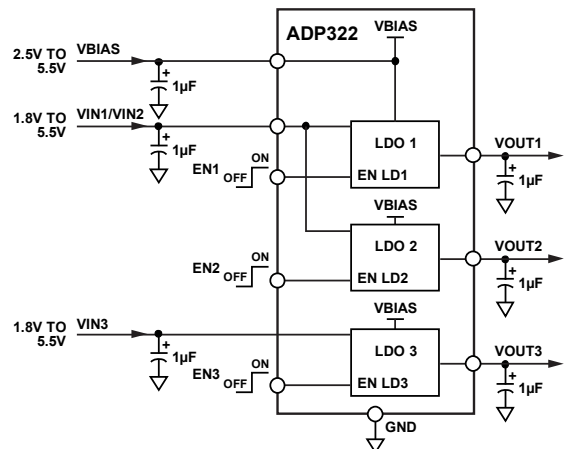 ADP322
VBIAS
2.5V TO
5.5V
VBIAS
+
1µF
1.8V TO
5.5V
VIN1/VIN2
+
1µF
LDO 1
VOUT1
EN1
ON
OFF
EN LD1
+
1µF
VBIAS
LDO 2
VOUT2
EN2
ON
OFF
EN LD2
+
1µF
VBIAS
1.8V TO
5.5V
VIN3
+
1µF
LDO 3
VOUT3
EN3
ON
OFF
EN LD3
+
1µF
GND